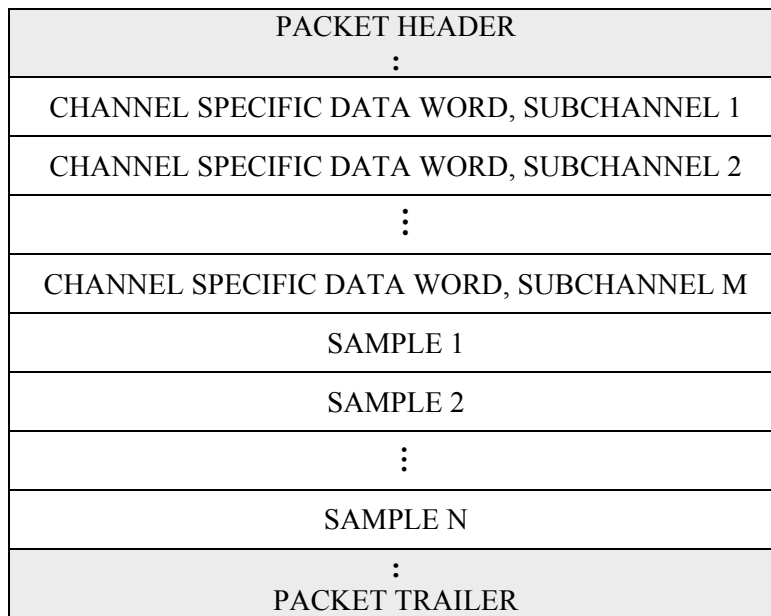 PACKET HEADER
:
CHANNEL SPECIFIC DATA WORD, SUBCHANNEL 1
CHANNEL SPECIFIC DATA WORD, SUBCHANNEL 2
⋮
CHANNEL SPECIFIC DATA WORD, SUBCHANNEL M
SAMPLE 1
SAMPLE 2
⋮
SAMPLE N
:
PACKET TRAILER